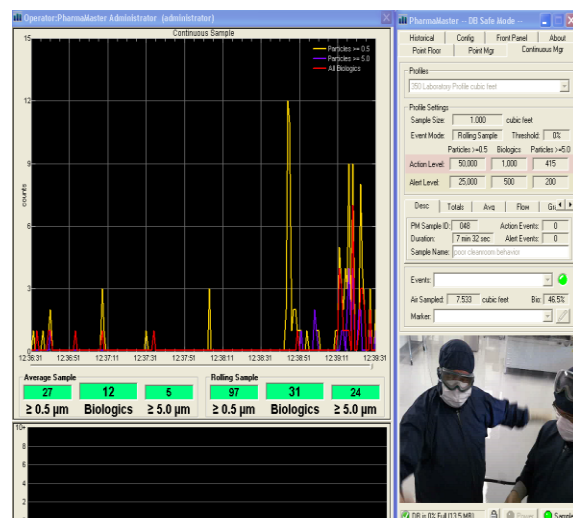 Operator:PharmaMaster Administrator (administrator)
Continuous Sample
15
12
9
6
3
0
counts
Particles >= 0.5
Particles >= 5.0
All Biologics
12:36:31 12:36:51 12:37:11 12:37:31 12:37:51 12:38:11 12:38:31 12:38:51 12:39:11 12:39:31
Average Sample
27 12 5
≥ 0.5 µm Biologics ≥ 5.0 µm
Rolling Sample
97 31 24
≥ 0.5 µm Biologics ≥ 5.0 µm
10+
8
6
4
2
PharmaMaster -- DB Safe Mode --
Historical Config Front Panel About
Point Floor Point Mgr Continuous Mgr
Profiles
350 Laboratory Profile cubic feet
Profile Settings
Sample Size: 1.000 cubic feet
Event Mode: Rolling Sample Threshold: 0%
Particles >=0.5 Biologics Particles >=5.0
Action Level: 50,000 1,000 415
Alert Level: 25,000 500 200
Desc Totals Avg Flow
PM Sample ID: 048 Action Events: 0
Duration: 7 min 32 sec Alert Events: 0
Sample Name: poor cleanroom behavior
Events:
Air Sampled: 7.533 cubic feet Bio: 46.5%
Marker:
DB is 0% Full (13.5 MB) Power Sample